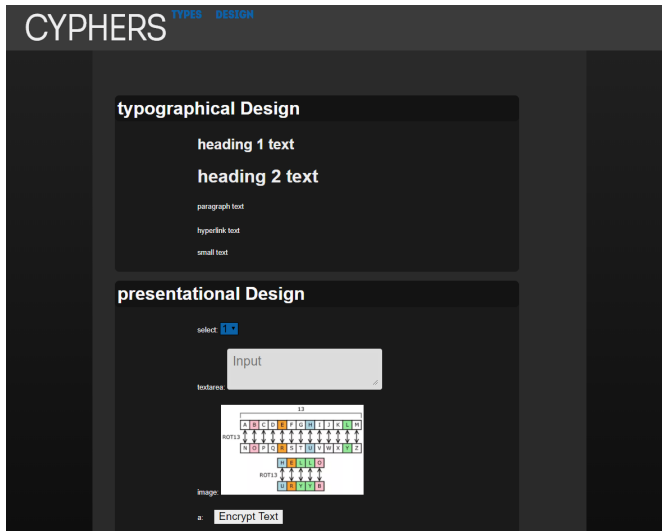 CYPHERS
TYPES DESIGN
typographical Design
heading 1 text
heading 2 text
paragraph text
hyperlink text
small text
presentational Design
select: 1
Input
textarea:
13
A B C D E F G H I J K L M
ROT13
N O P Q R S T U V W X Y Z
H E L L O
ROT13
U R Y Y B
image:
a: Encrypt Text